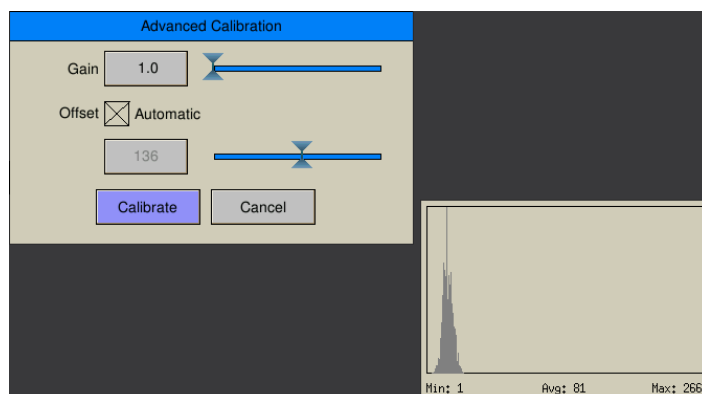 Advanced Calibration
Gain 1.0
Offset Automatic
136
Calibrate Cancel
Min: 1 Avg: 81 Max: 266